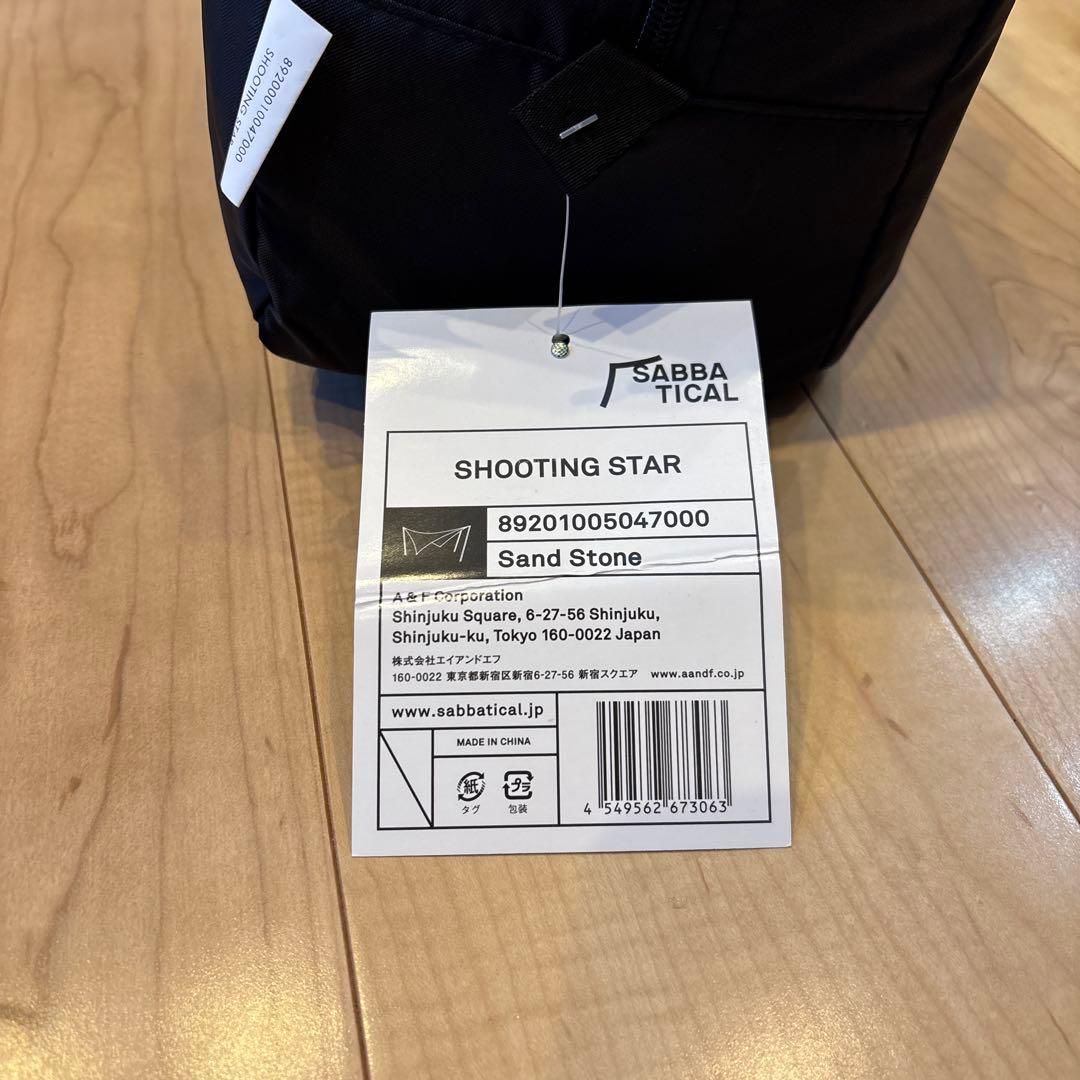 89200010047000
SHOOTING STAR
SABBA
TICAL
SHOOTING STAR
89201005047000
Sand Stone
A & F Corporation
Shinjuku Square, 6-27-56 Shinjuku,
Shinjuku-ku, Tokyo 160-0022 Japan
株式会社エイアンドエフ
160-0022 東京都新宿区新宿6-27-56 新宿スクエア www.aandf.co.jp
www.sabbatical.jp
MADE IN CHINA
紙 プラ
タグ 包装
4 549562 673063